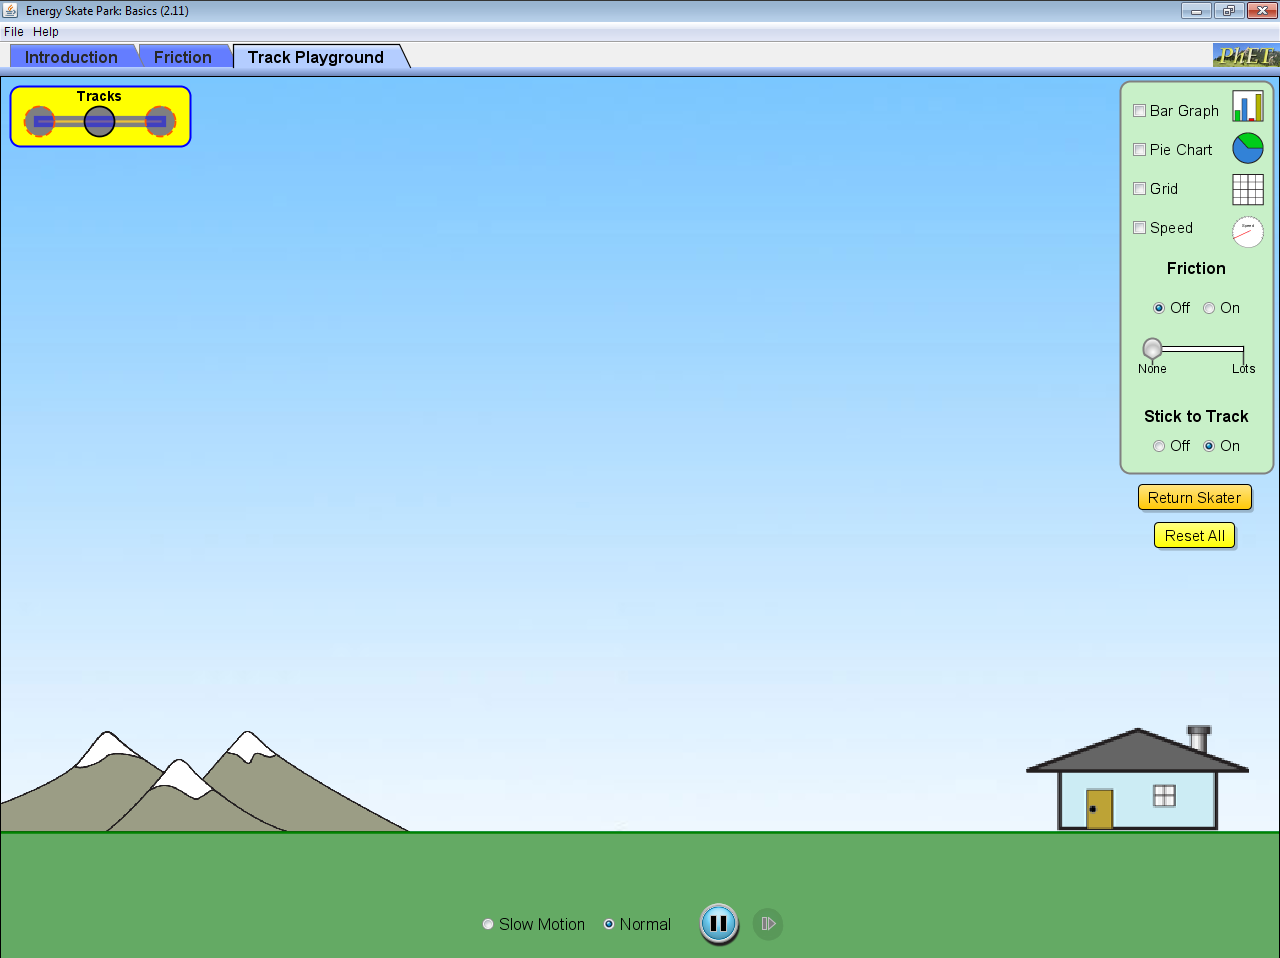 Energy Skate Park: Basics (2.11)
File Help
Introduction Friction Track Playground
PhET
Tracks
Bar Graph
Pie Chart
Grid
Speed
Speed
Friction
Off On
None Lots
Stick to Track
Off On
Return Skater
Reset All
Slow Motion Normal